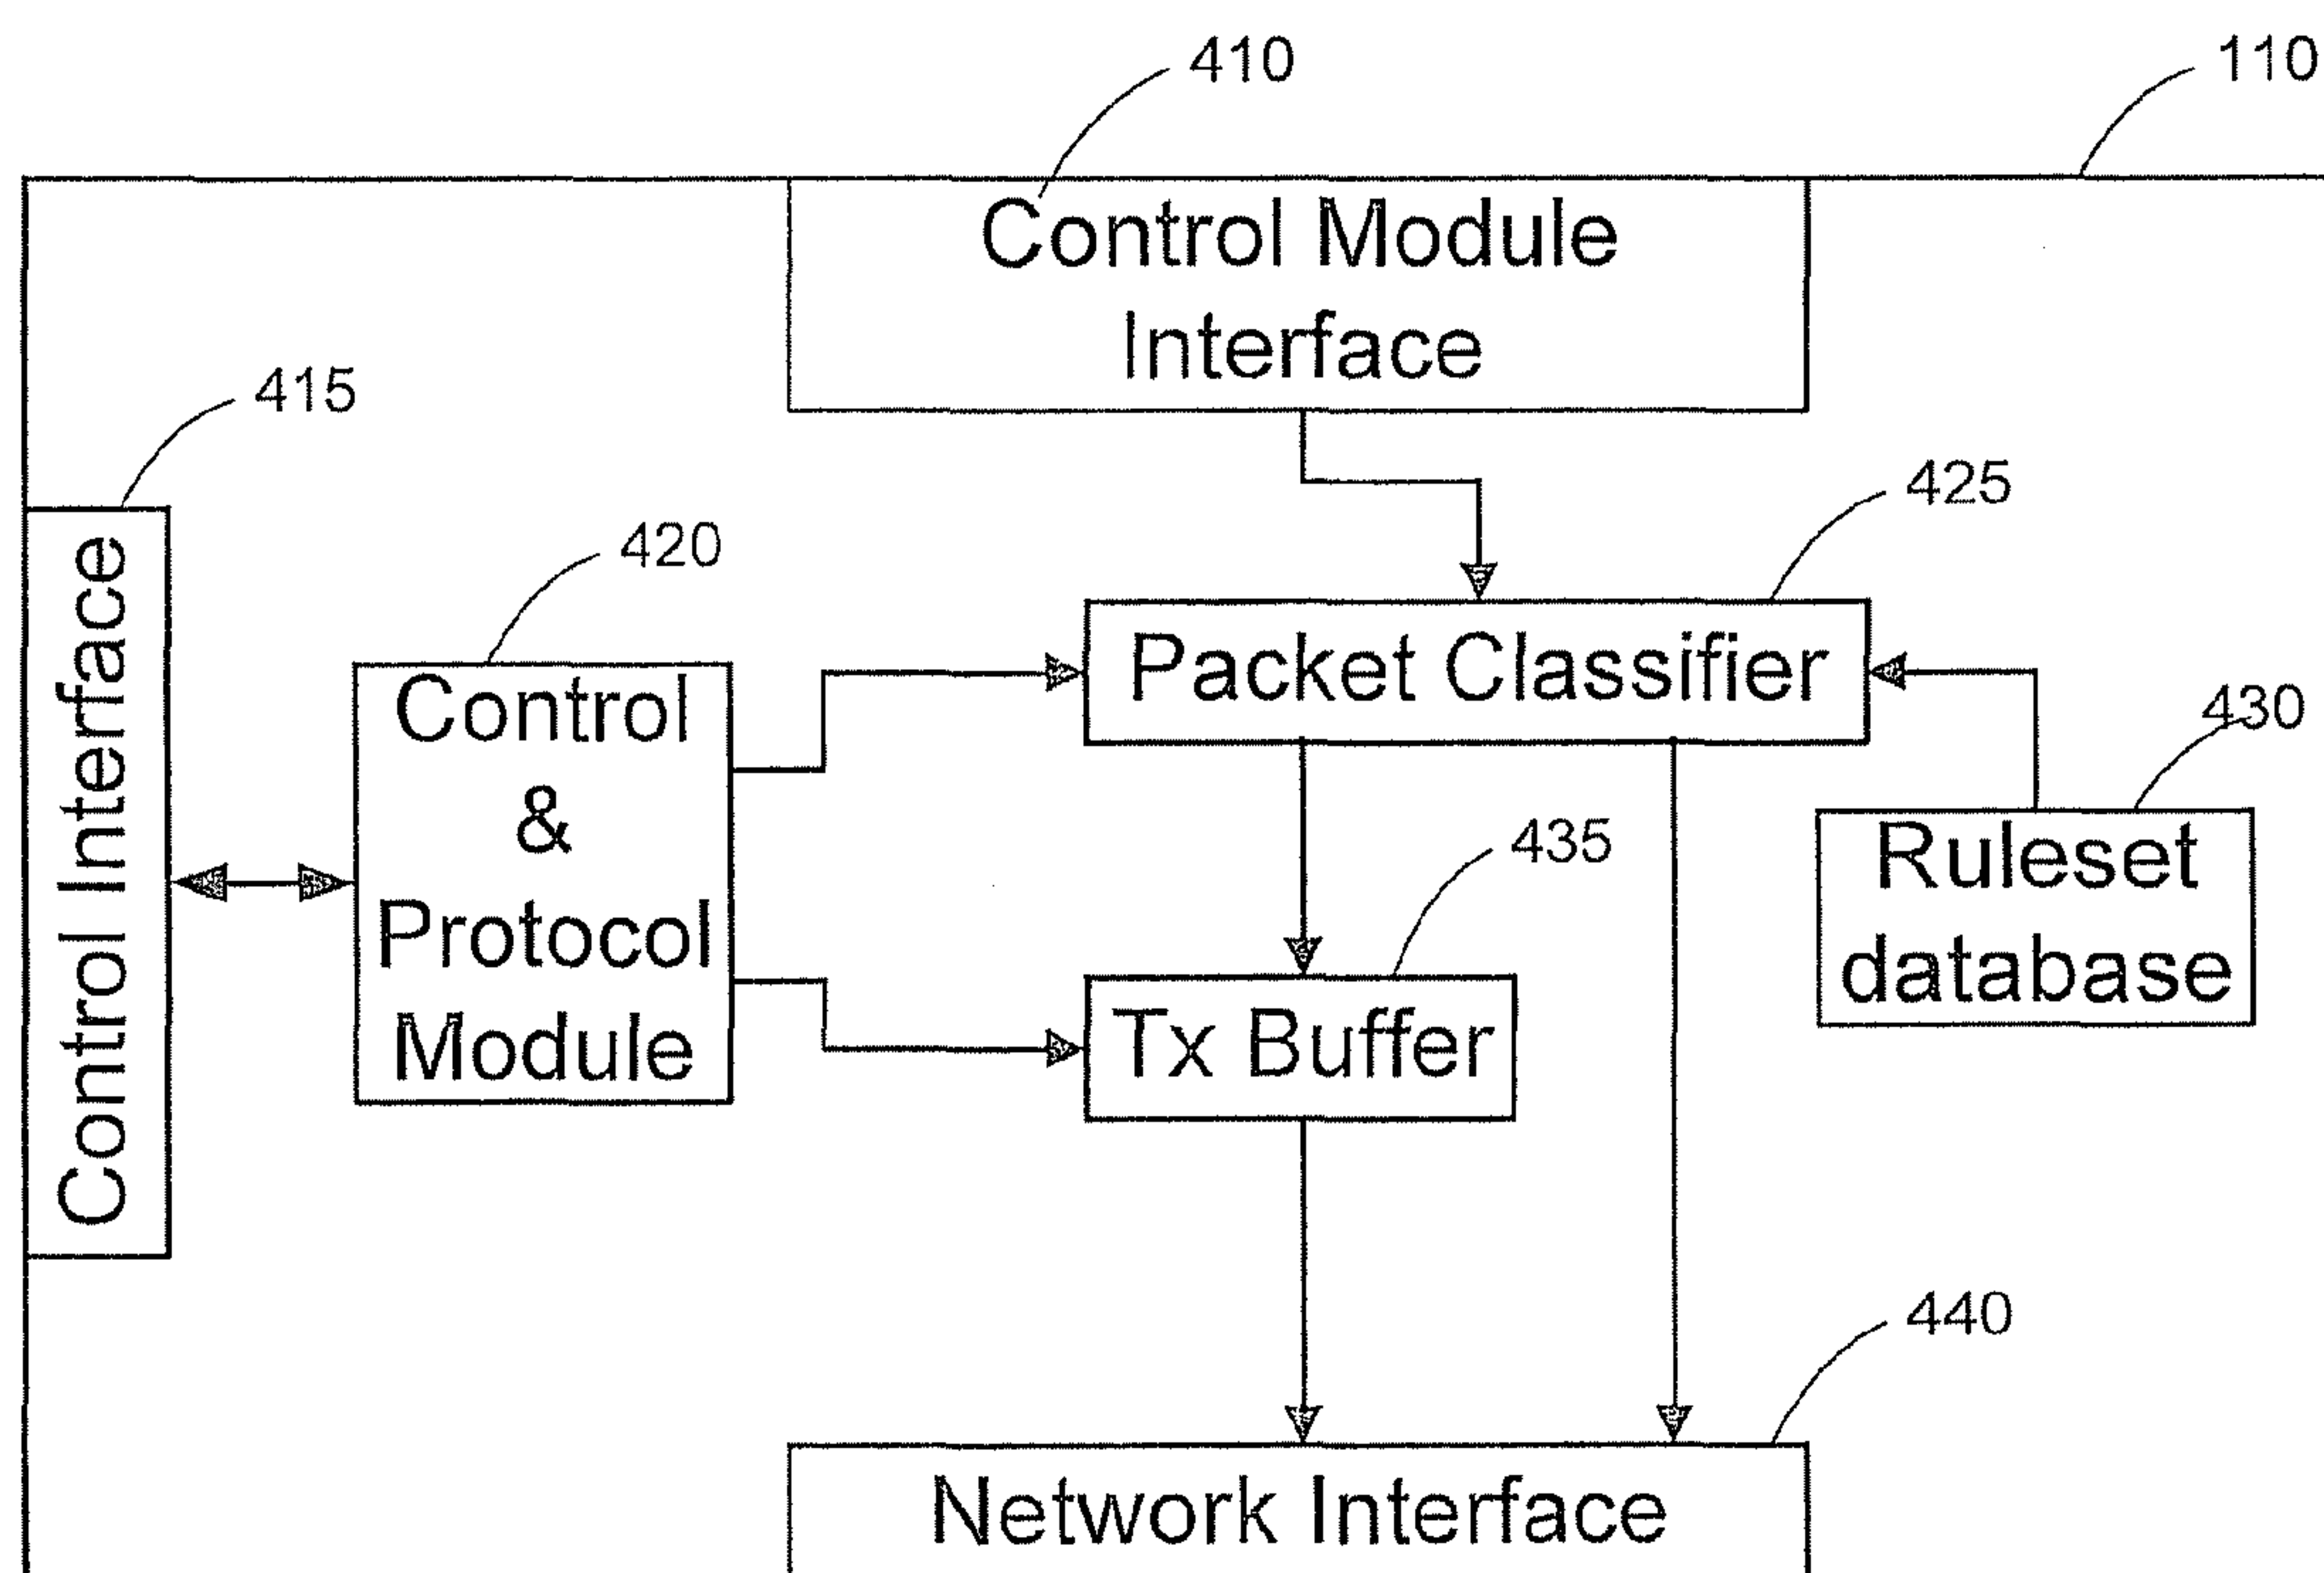 410
110
Control Module
Interface
415
425
420
Control Interface
Packet Classifier
Control
&
Protocol
Module
430
435
Ruleset
database
Tx Buffer
440
Network Interface